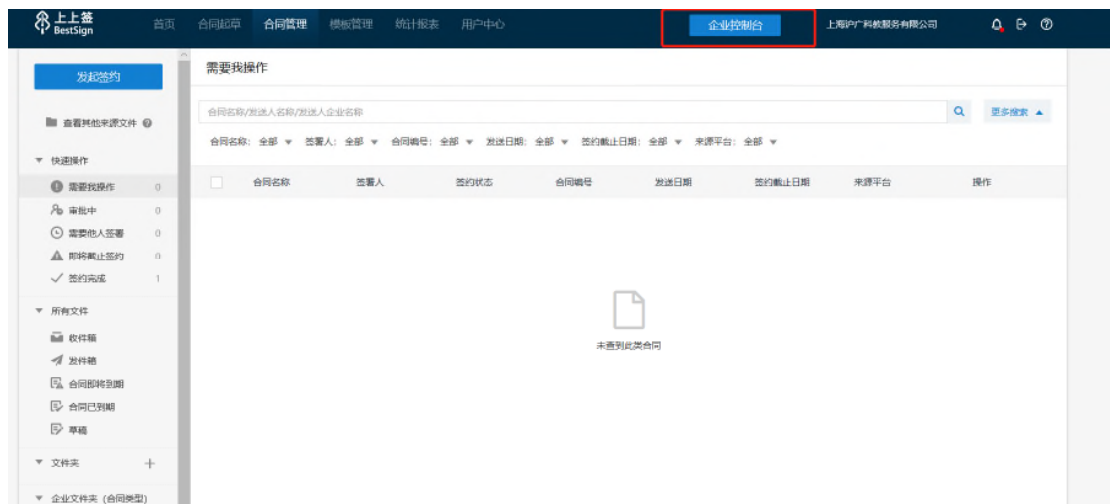 上上签
BestSign
首页 合同起草 合同管理 模板管理 统计报表 用户中心 企业控制台 上海沪广科教服务有限公司
发起签约
查看其他来源文件
快速操作
需要我操作 0
审批中 0
需要他人签署 0
即将截止签约 0
签约完成 1
所有文件
收件箱
发件箱
合同即将到期
合同已到期
草稿
文件夹
企业文件夹 (合同类型)
需要我操作
合同名称/发送人名称/发送人企业名称 更多搜索
合同名称: 全部 签署人: 全部 合同编号: 全部 发送日期: 全部 签约截止日期: 全部 来源平台: 全部
合同名称 签署人 签约状态 合同编号 发送日期 签约截止日期 来源平台 操作
未查到此类合同